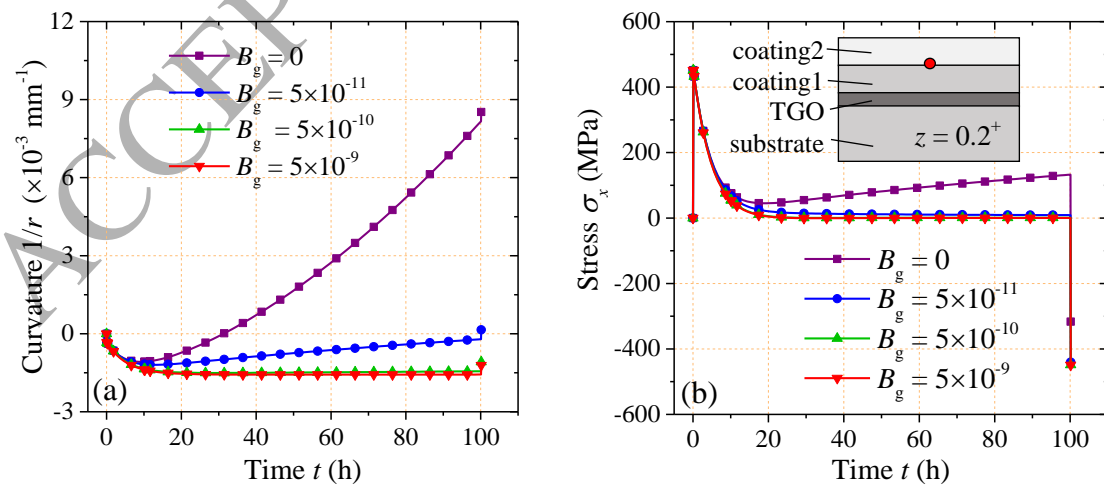 ACCEP
Curvature 1/r (×10⁻³ mm⁻¹)
12
9
6
3
0
-3
B_g = 0
B_g = 5×10⁻¹¹
B_g = 5×10⁻¹⁰
B_g = 5×10⁻⁹
(a)
0 20 40 60 80 100
Time t (h)
Stress σ_x (MPa)
600
400
200
0
-200
-400
-600
coating2
coating1
TGO
substrate
z = 0.2⁺
B_g = 0
B_g = 5×10⁻¹¹
B_g = 5×10⁻¹⁰
B_g = 5×10⁻⁹
(b)
0 20 40 60 80 100
Time t (h)